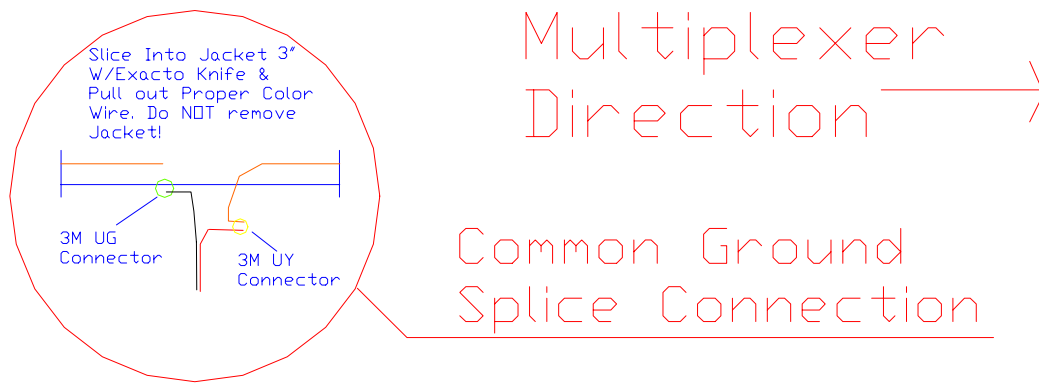 Slice Into Jacket 3"
W/Exacto Knife &
Pull out Proper Color
Wire. Do NOT remove
Jacket!
3M UG
Connector
3M UY
Connector
Multiplexer
Direction
Common Ground
Splice Connection